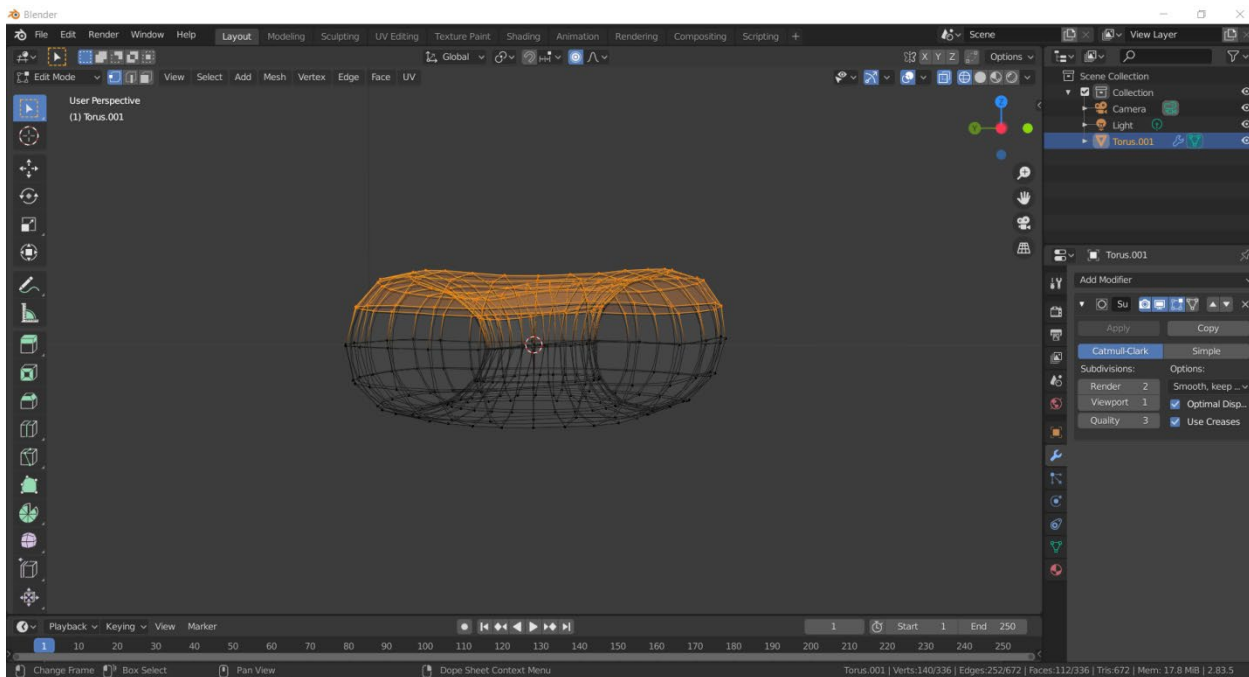 Blender
File Edit Render Window Help Layout Modeling Sculpting UV Editing Texture Paint Shading Animation Rendering Compositing Scripting + Scene View Layer
Global X Y Z Options
Edit Mode View Select Add Mesh Vertex Edge Face UV
User Perspective
(1) Torus.001
Z
Y
Scene Collection
Collection
Camera
Light
Torus.001
Torus.001
Add Modifier
Su
Apply Copy
Catmull-Clark Simple
Subdivisions: Options:
Render 2 Smooth, keep ...
Viewport 1 Optimal Disp...
Quality 3 Use Creases
Playback Keying View Marker 1 Start 1 End 250
1 10 20 30 40 50 60 70 80 90 100 110 120 130 140 150 160 170 180 190 200 210 220 230 240 250
Change Frame Box Select Pan View Dope Sheet Context Menu Torus.001 | Verts:140/336 | Edges:252/672 | Faces:112/336 | Tris:672 | Mem: 17.8 MiB | 2.83.5